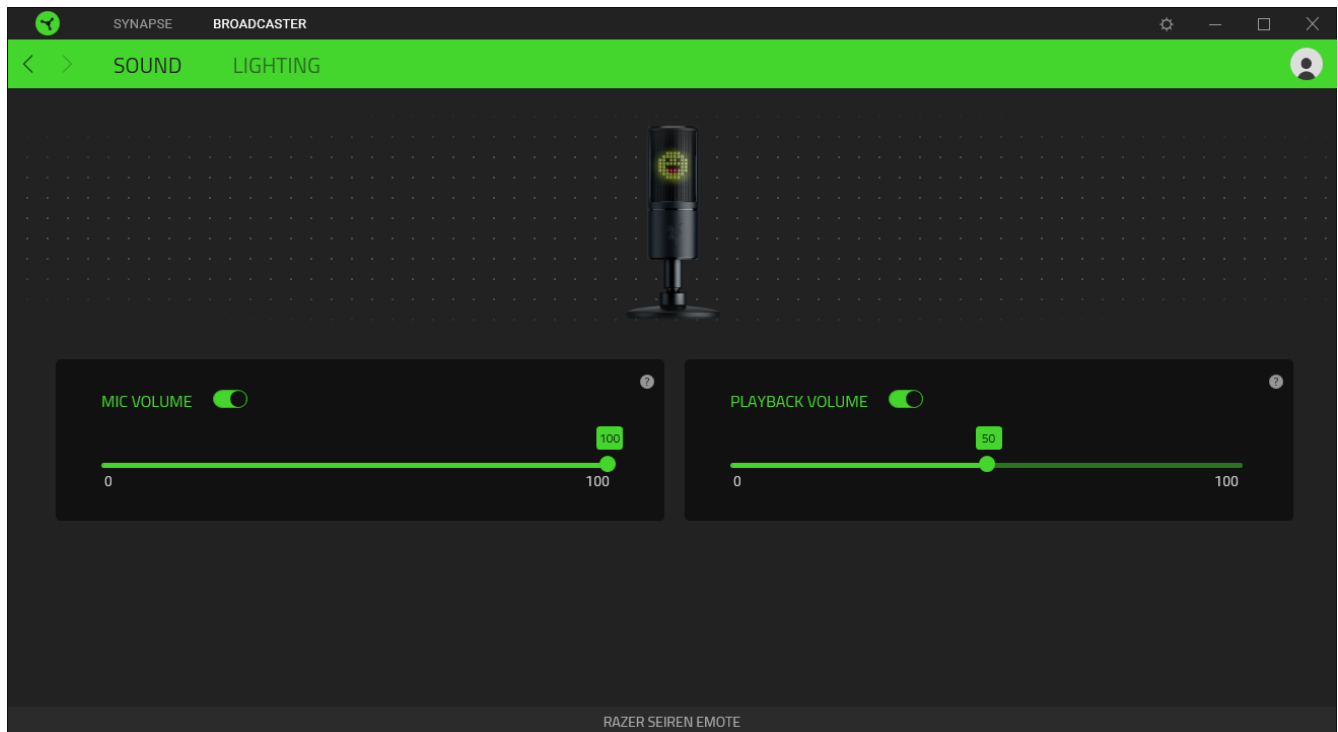 SYNAPSE BROADCASTER
SOUND LIGHTING
MIC VOLUME
?
100
0 100
PLAYBACK VOLUME
?
50
0 100
RAZER SEIREN EMOTE